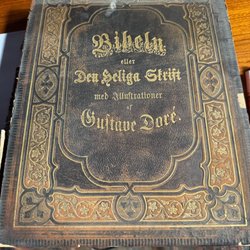 Bibeln
eller
Den Heliga Skrift
med Illustrationer
af
Gustave Doré.